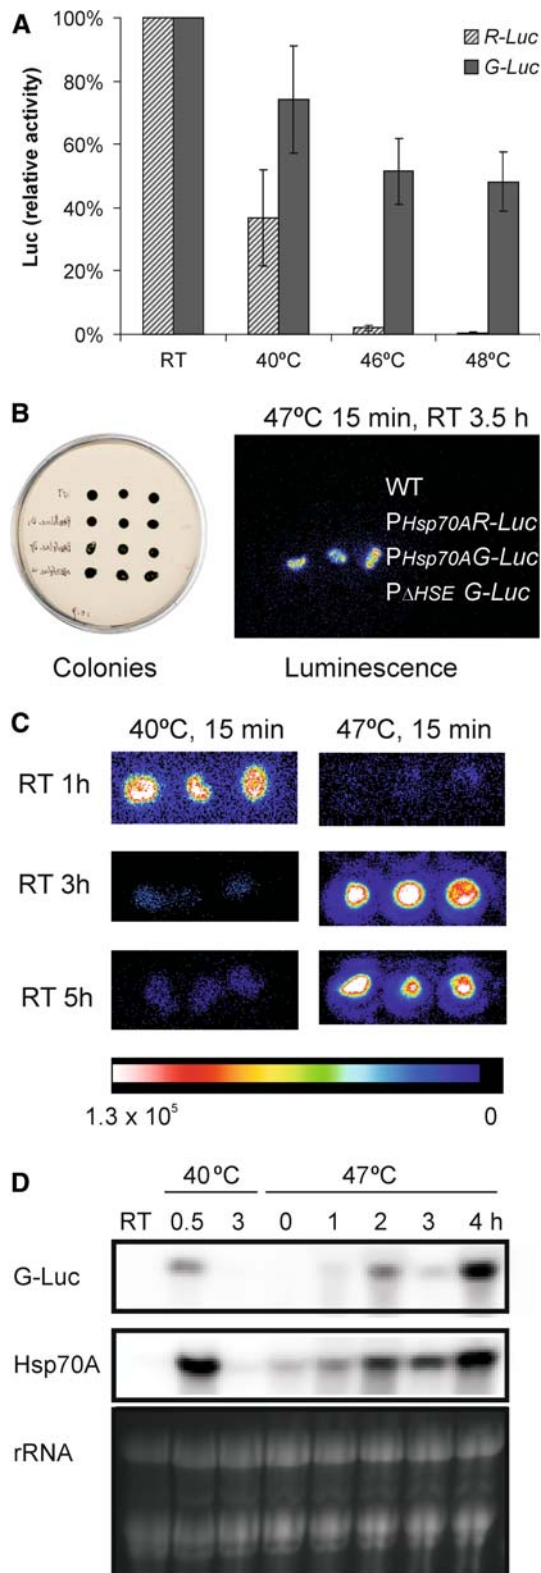 A
100%
80%
60%
40%
20%
0%
Luc (relative activity)
R-Luc
G-Luc
RT 40ºC 46ºC 48ºC
B
47ºC 15 min, RT 3.5 h
WT
PHsp70AR-Luc
PHsp70AG-Luc
PΔHSE G-Luc
Colonies Luminescence
C
40ºC, 15 min 47ºC, 15 min
RT 1h
RT 3h
RT 5h
1.3 x 10⁵ 0
D
40ºC 47ºC
RT 0.5 3 0 1 2 3 4 h
G-Luc
Hsp70A
rRNA